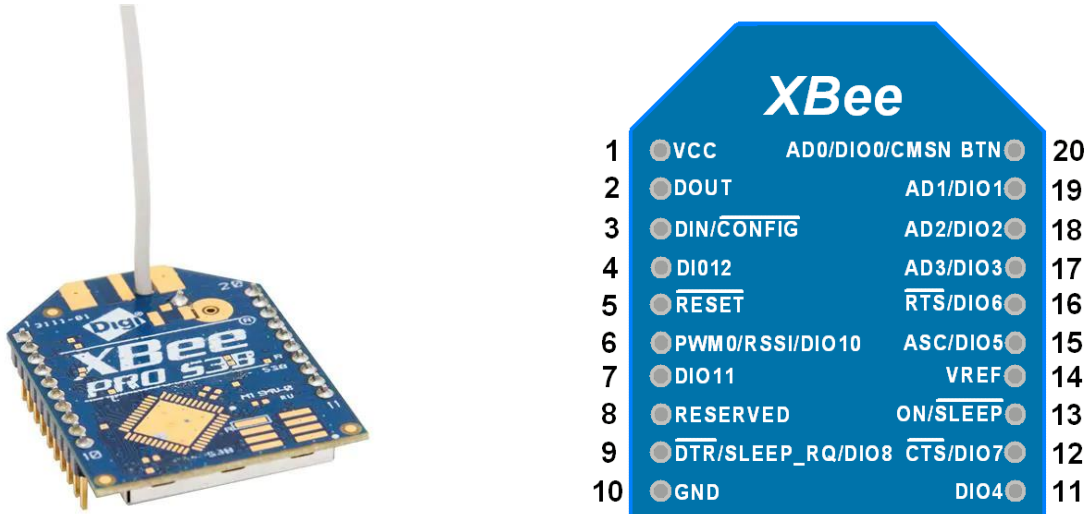 20
Digi®
XBee
PRO S3B
10
11
XBee
1 VCC AD0/DIO0/CMSN BTN 20
2 DOUT AD1/DIO1 19
3 DIN/CONFIG AD2/DIO2 18
4 DI012 AD3/DIO3 17
5 RESET RTS/DIO6 16
6 PWM0/RSSI/DIO10 ASC/DIO5 15
7 DIO11 VREF 14
8 RESERVED ON/SLEEP 13
9 DTR/SLEEP_RQ/DIO8 CTS/DIO7 12
10 GND DIO4 11